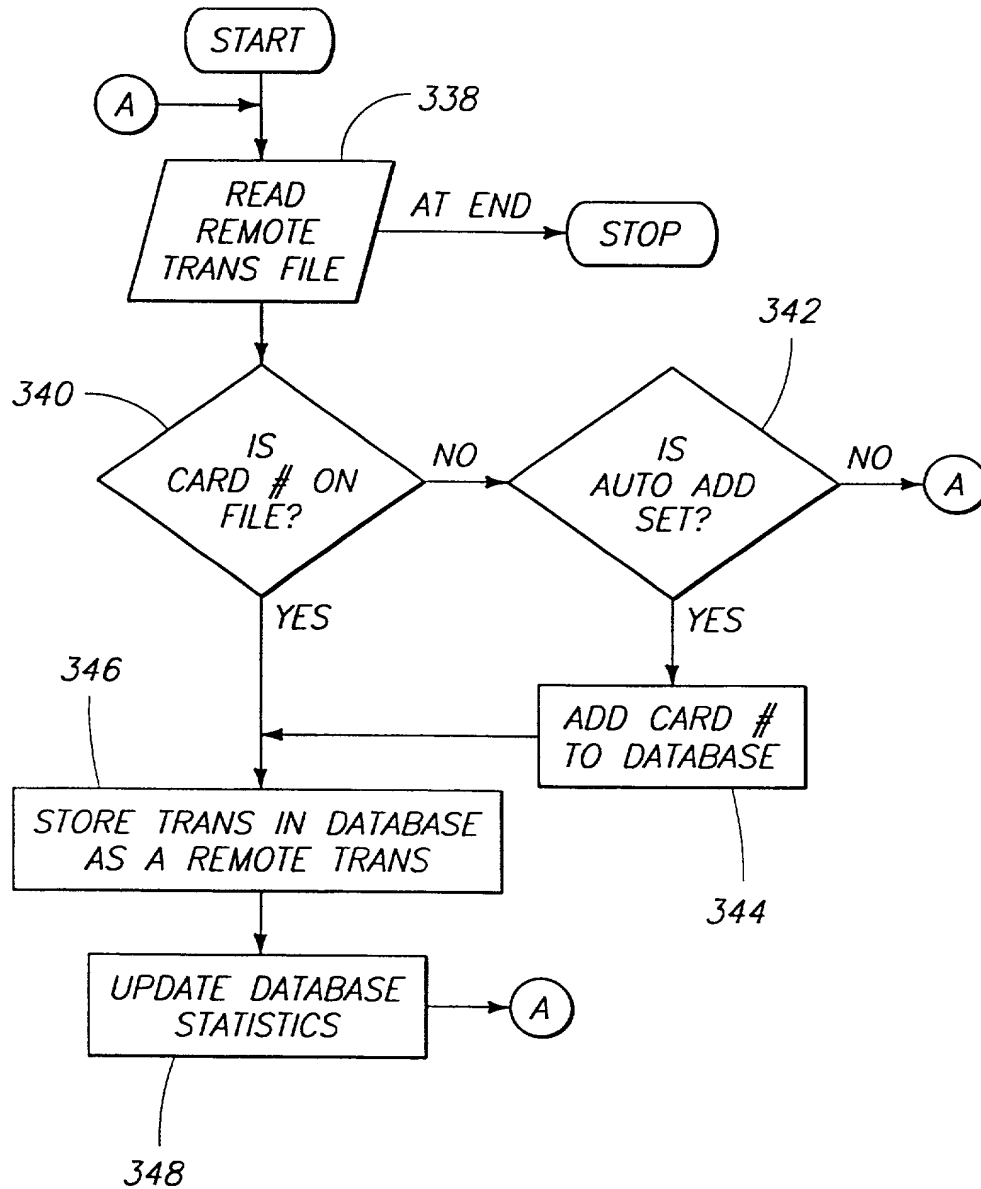 START
A
338
READ
REMOTE
TRANS FILE
AT END
STOP
342
340
IS
CARD # ON
FILE?
NO
IS
AUTO ADD
SET?
NO
A
YES
YES
346
ADD CARD #
TO DATABASE
STORE TRANS IN DATABASE
AS A REMOTE TRANS
344
UPDATE DATABASE
STATISTICS
A
348